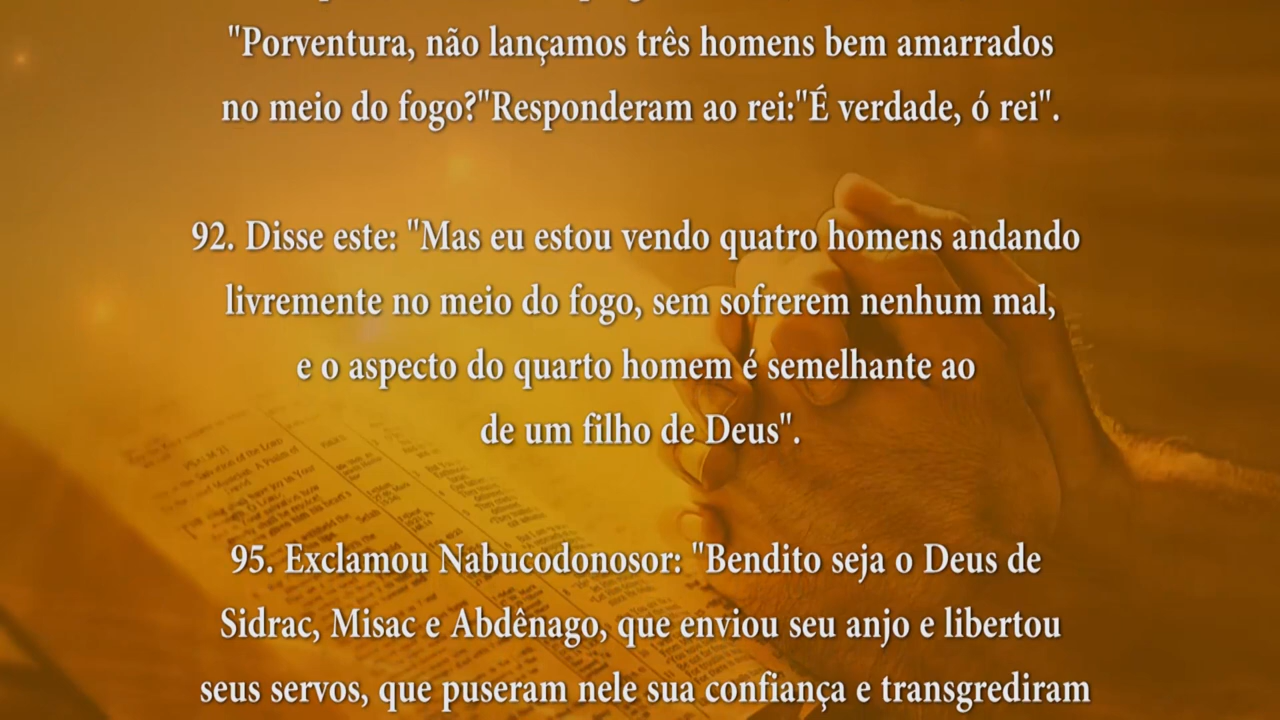 "Porventura, não lançamos três homens bem amarrados
no meio do fogo?"Responderam ao rei:"É verdade, ó rei".
92. Disse este: "Mas eu estou vendo quatro homens andando
livremente no meio do fogo, sem sofrerem nenhum mal,
e o aspecto do quarto homem é semelhante ao
de um filho de Deus".
95. Exclamou Nabucodonosor: "Bendito seja o Deus de
Sidrac, Misac e Abdênago, que enviou seu anjo e libertou
seus servos, que puseram nele sua confiança e transgrediram